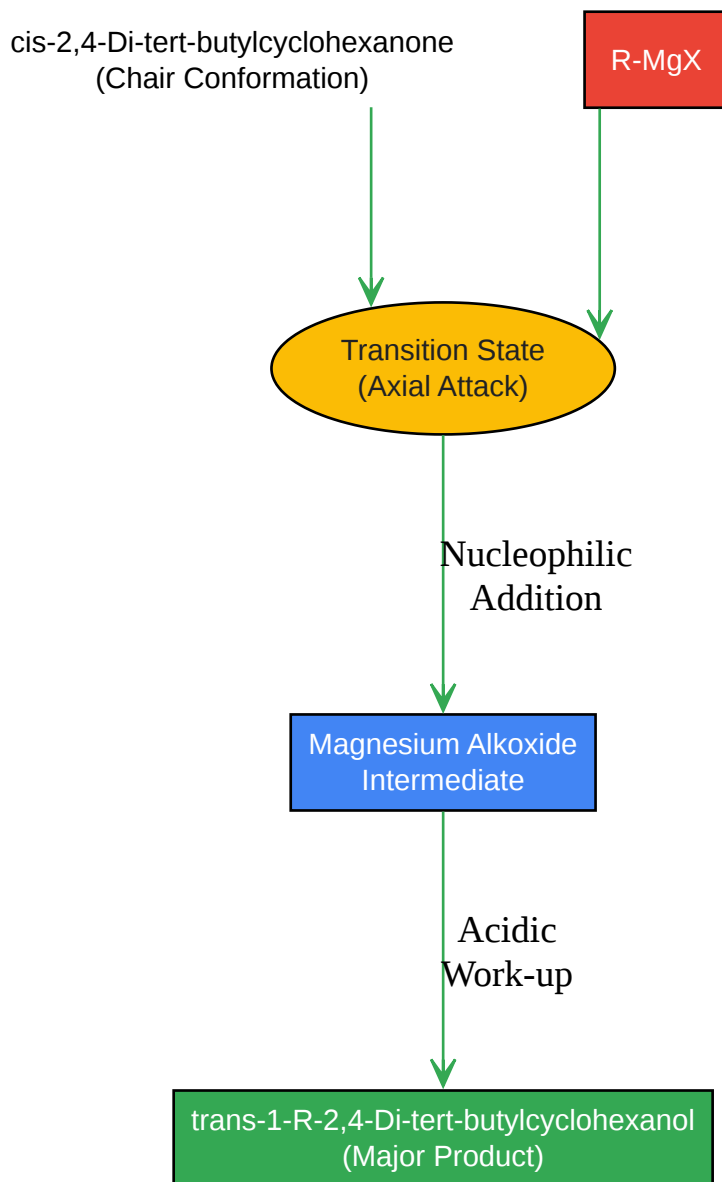 cis-2,4-Di-tert-butylcyclohexanone
(Chair Conformation)
R-MgX
Transition State
(Axial Attack)
Nucleophilic
Addition
Magnesium Alkoxide
Intermediate
Acidic
Work-up
trans-1-R-2,4-Di-tert-butylcyclohexanol
(Major Product)